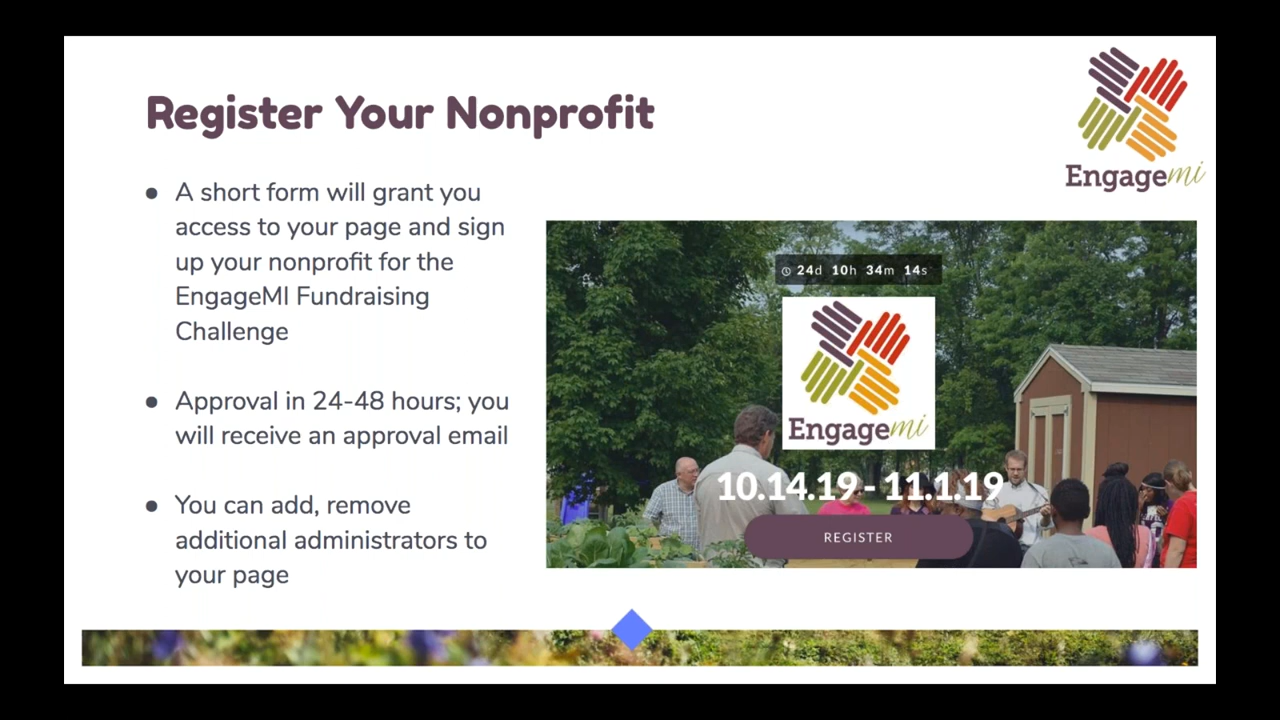 Register Your Nonprofit
Engagemi
● A short form will grant you
access to your page and sign
up your nonprofit for the
EngageMI Fundraising
Challenge
● Approval in 24-48 hours; you
will receive an approval email
● You can add, remove
additional administrators to
your page
24d 10h 34m 14s
Engagemi
10.14.19 - 11.1.19
REGISTER